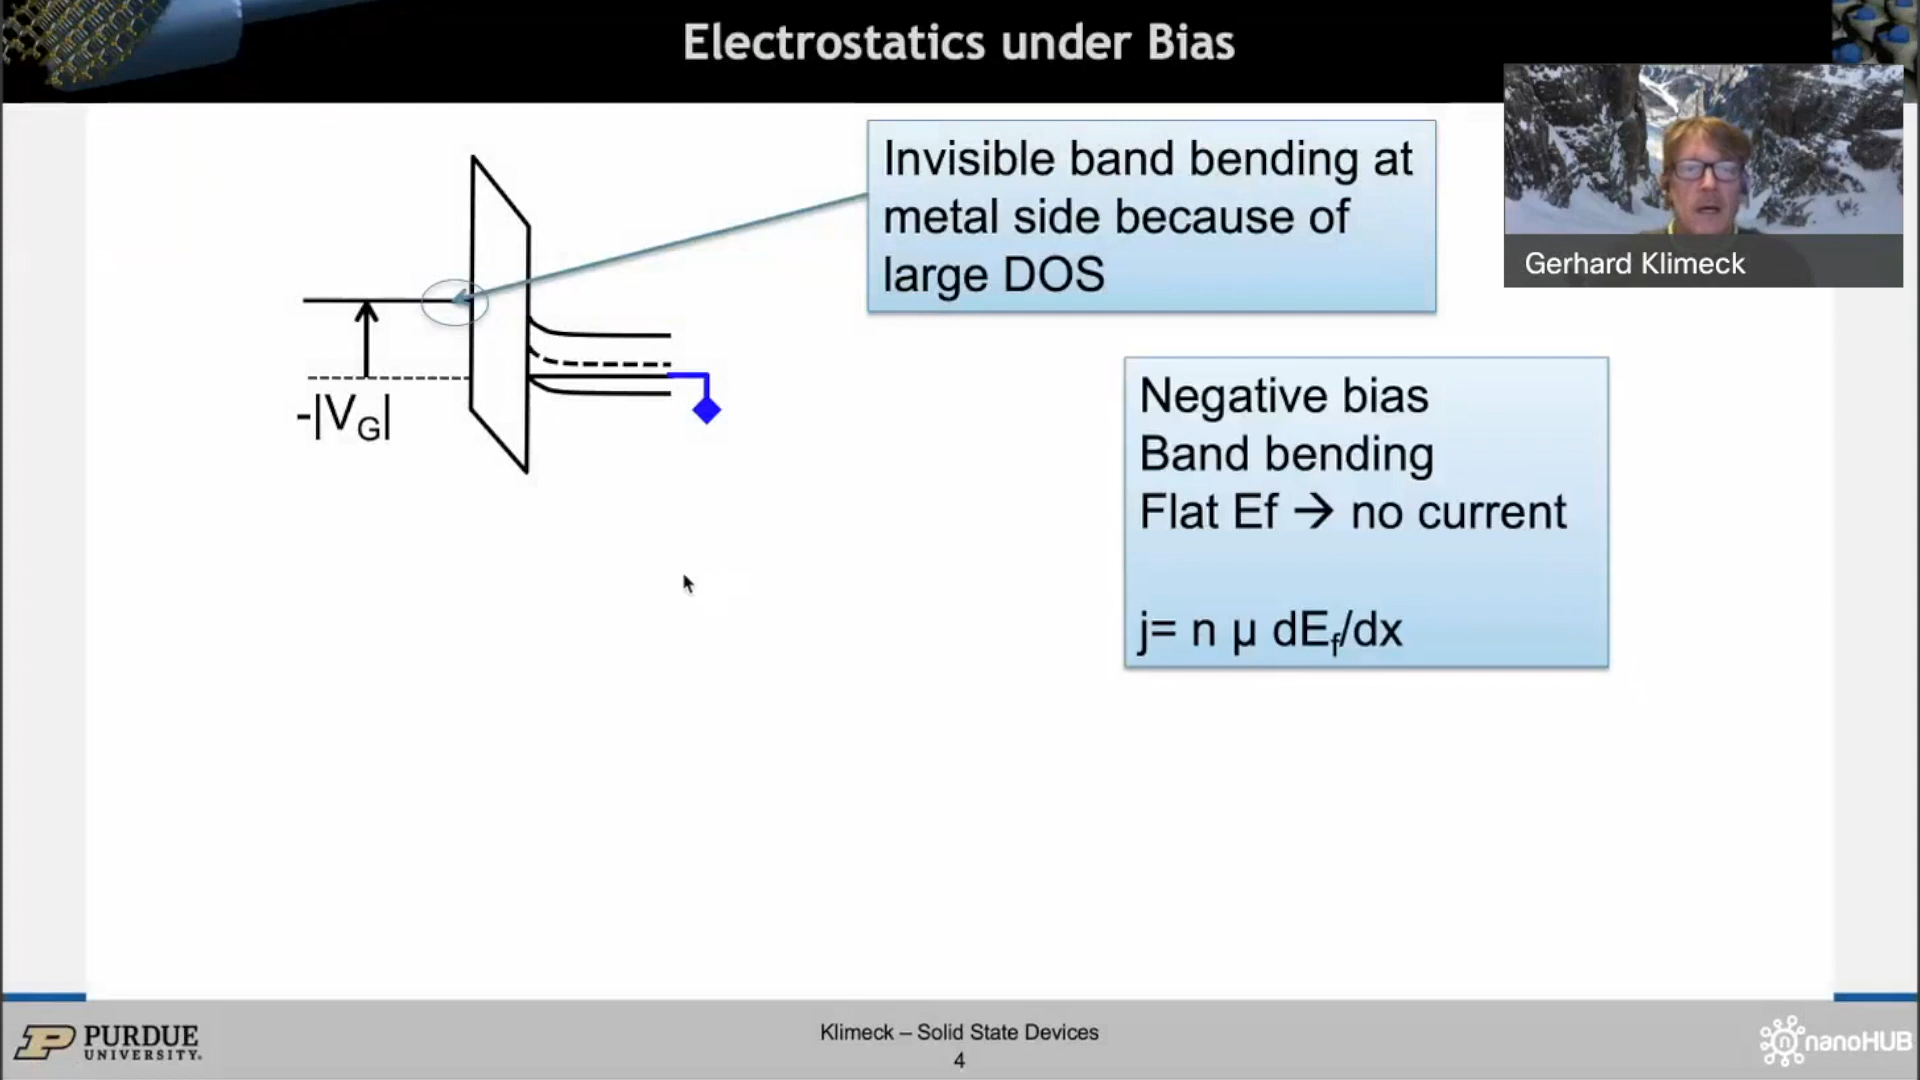 Electrostatics under Bias
Invisible band bending at
metal side because of
large DOS
Gerhard Klimeck
-|VG|
Negative bias
Band bending
Flat Ef → no current
j= n µ dEf/dx
PURDUE
UNIVERSITY.
Klimeck – Solid State Devices
4
n
nanoHUB